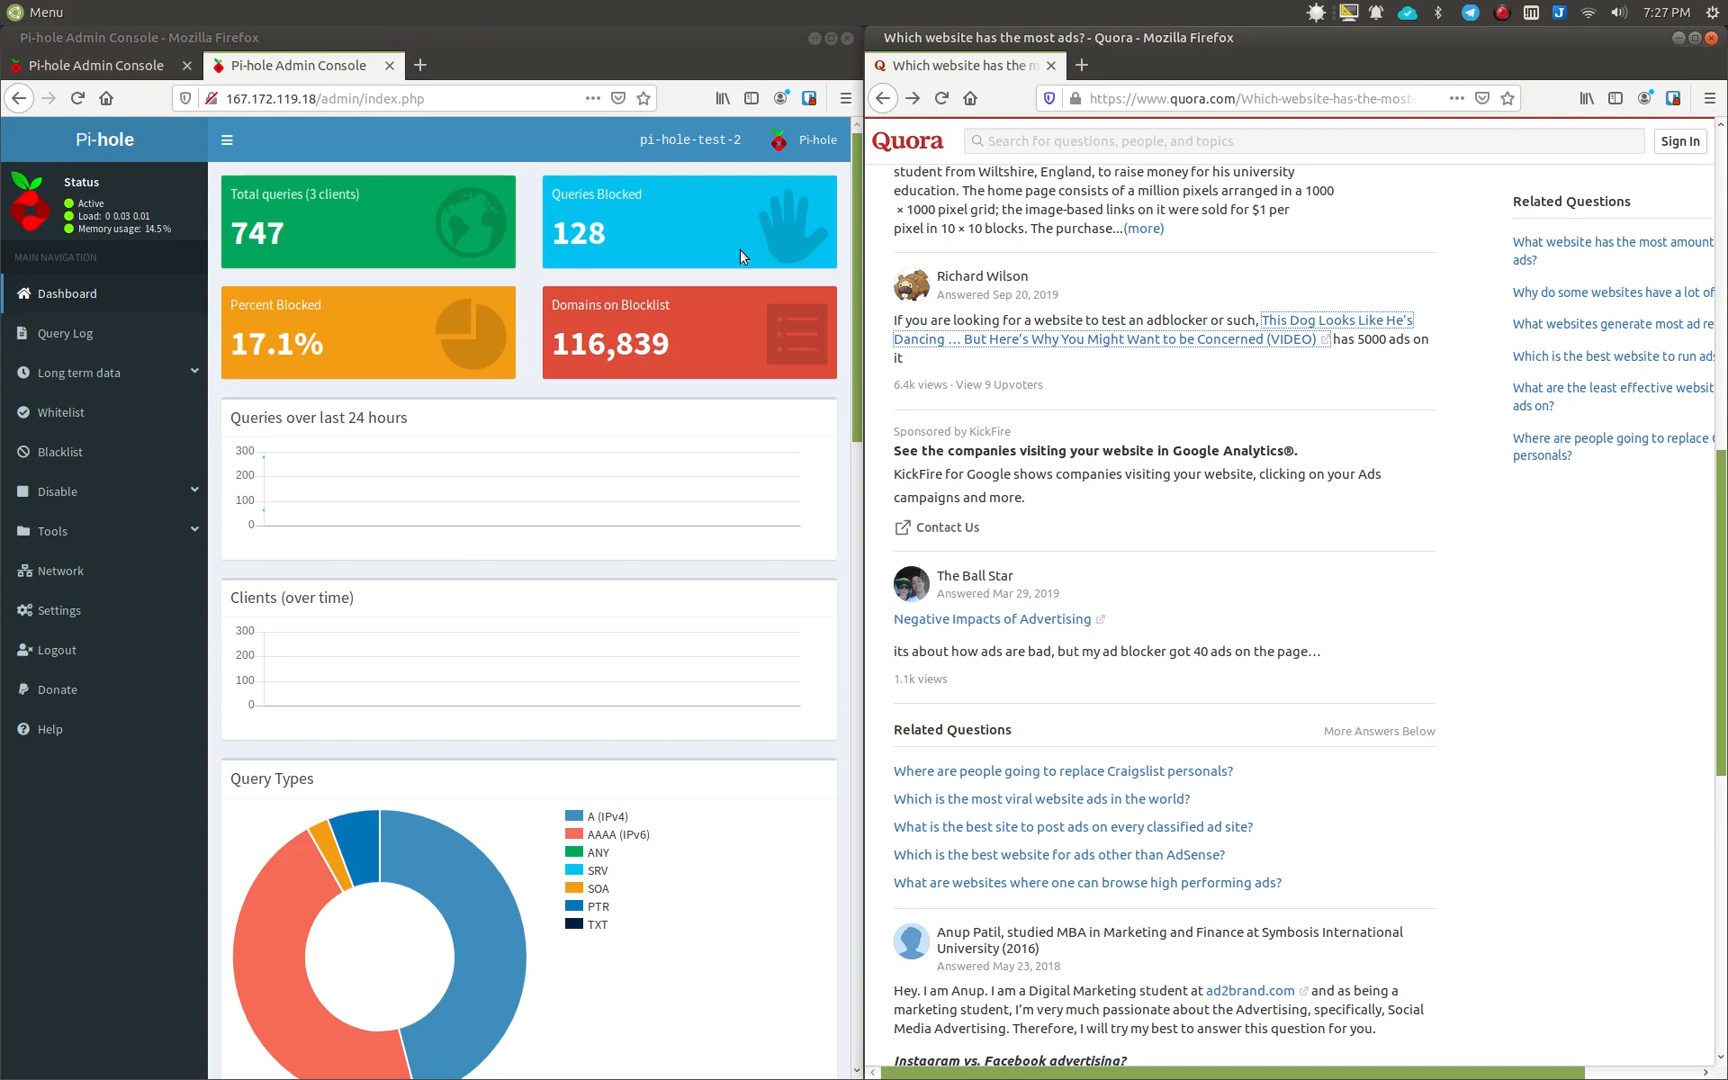 Menu
7:27 PM
Pi-hole Admin Console - Mozilla Firefox
Pi-hole Admin Console
Pi-hole Admin Console
167.172.119.18/admin/index.php
Pi-hole
pi-hole-test-2
Pi-hole
Status
Active
Load: 0 0.03 0.01
Memory usage: 14.5 %
MAIN NAVIGATION
Dashboard
Query Log
Long term data
Whitelist
Blacklist
Disable
Tools
Network
Settings
Logout
Donate
Help
Total queries (3 clients)
747
Queries Blocked
128
Percent Blocked
17.1%
Domains on Blocklist
116,839
Queries over last 24 hours
300
200
100
0
Clients (over time)
300
200
100
0
Query Types
A (IPv4)
AAAA (IPv6)
ANY
SRV
SOA
PTR
TXT
Which website has the most ads? - Quora - Mozilla Firefox
Which website has the m
https://www.quora.com/Which-website-has-the-most-
Quora
Search for questions, people, and topics
Sign In
student from Wiltshire, England, to raise money for his university
education. The home page consists of a million pixels arranged in a 1000
× 1000 pixel grid; the image-based links on it were sold for $1 per
pixel in 10 × 10 blocks. The purchase...(more)
Richard Wilson
Answered Sep 20, 2019
If you are looking for a website to test an adblocker or such, This Dog Looks Like He's
Dancing … But Here's Why You Might Want to be Concerned (VIDEO) has 5000 ads on
it
6.4k views · View 9 Upvoters
Sponsored by KickFire
See the companies visiting your website in Google Analytics®.
KickFire for Google shows companies visiting your website, clicking on your Ads
campaigns and more.
Contact Us
The Ball Star
Answered Mar 29, 2019
Negative Impacts of Advertising
its about how ads are bad, but my ad blocker got 40 ads on the page…
1.1k views
Related Questions
More Answers Below
Where are people going to replace Craigslist personals?
Which is the most viral website ads in the world?
What is the best site to post ads on every classified ad site?
Which is the best website for ads other than AdSense?
What are websites where one can browse high performing ads?
Anup Patil, studied MBA in Marketing and Finance at Symbosis International
University (2016)
Answered May 23, 2018
Hey. I am Anup. I am a Digital Marketing student at ad2brand.com and as being a
marketing student, I'm very much passionate about the Advertising, specifically, Social
Media Advertising. Therefore, I will try my best to answer this question for you.
Instagram vs. Facebook advertising?
Related Questions
What website has the most amount
ads?
Why do some websites have a lot of
What websites generate most ad re
Which is the best website to run ads
What are the least effective websit
ads on?
Where are people going to replace C
personals?